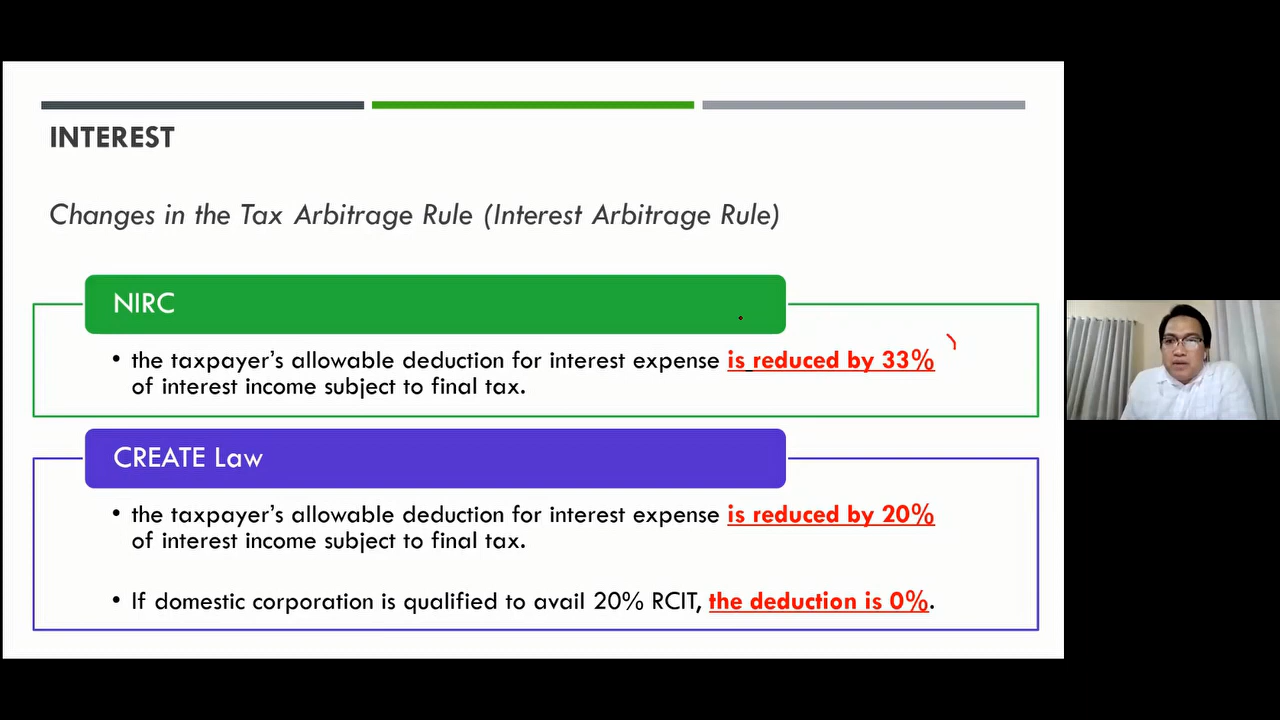 INTEREST
Changes in the Tax Arbitrage Rule (Interest Arbitrage Rule)
NIRC
• the taxpayer's allowable deduction for interest expense is reduced by 33%
of interest income subject to final tax.
CREATE Law
• the taxpayer's allowable deduction for interest expense is reduced by 20%
of interest income subject to final tax.
• If domestic corporation is qualified to avail 20% RCIT, the deduction is 0%.